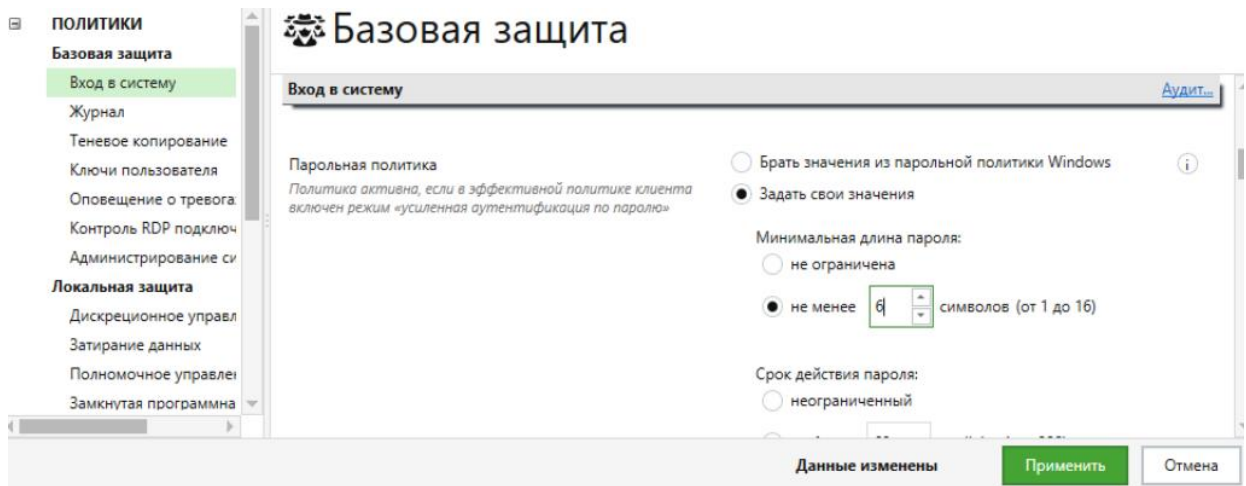 ПОЛИТИКИ
Базовая защита
Вход в систему
Журнал
Теневое копирование
Ключи пользователя
Оповещение о тревога
Контроль RDP подключ
Администрирование си
Локальная защита
Дискреционное управл
Затирание данных
Полномочное управлен
Замкнутая программна
Базовая защита
Вход в систему Аудит...
Парольная политика
Политика активна, если в эффективной политике клиента
включен режим «усиленная аутентификация по паролю»
Брать значения из парольной политики Windows
Задать свои значения
Минимальная длина пароля:
не ограничена
не менее 6 символов (от 1 до 16)
Срок действия пароля:
неограниченный
Данные изменены Применить Отмена